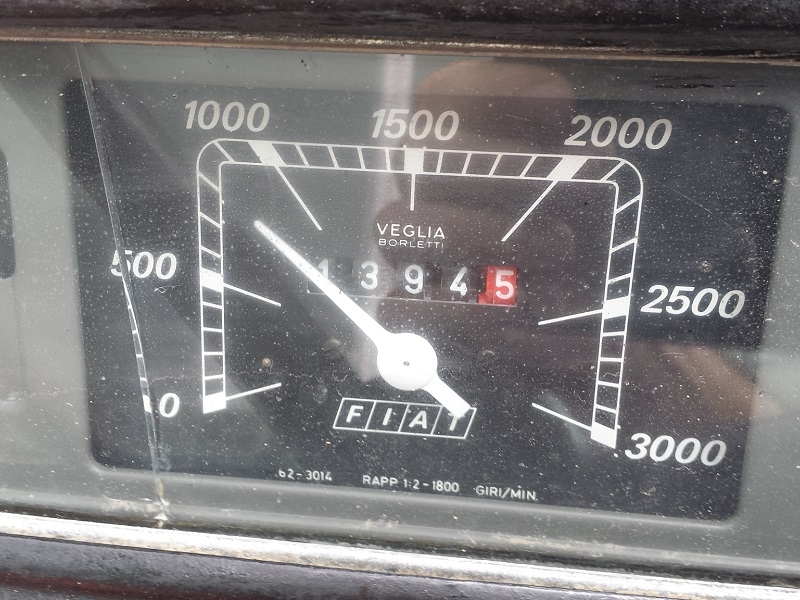 1000 1500 2000
VEGLIA
BORLETTI
500 13945 2500
0 FIAT 3000
62-3014 RAPP. 1:2-1800 GIRI/MIN.